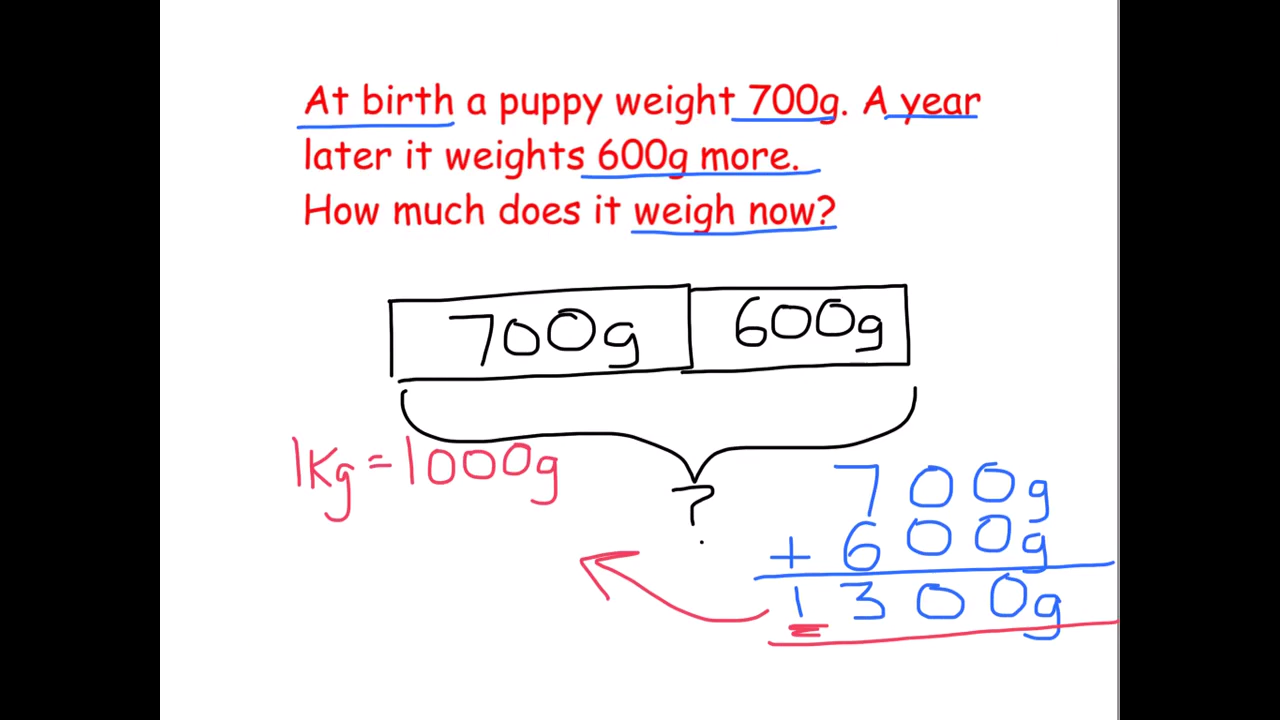 At birth a puppy weight 700g. A year
later it weights 600g more.
How much does it weigh now?
700g 600g
1Kg = 1000g
?
700g
+ 600g
1300g